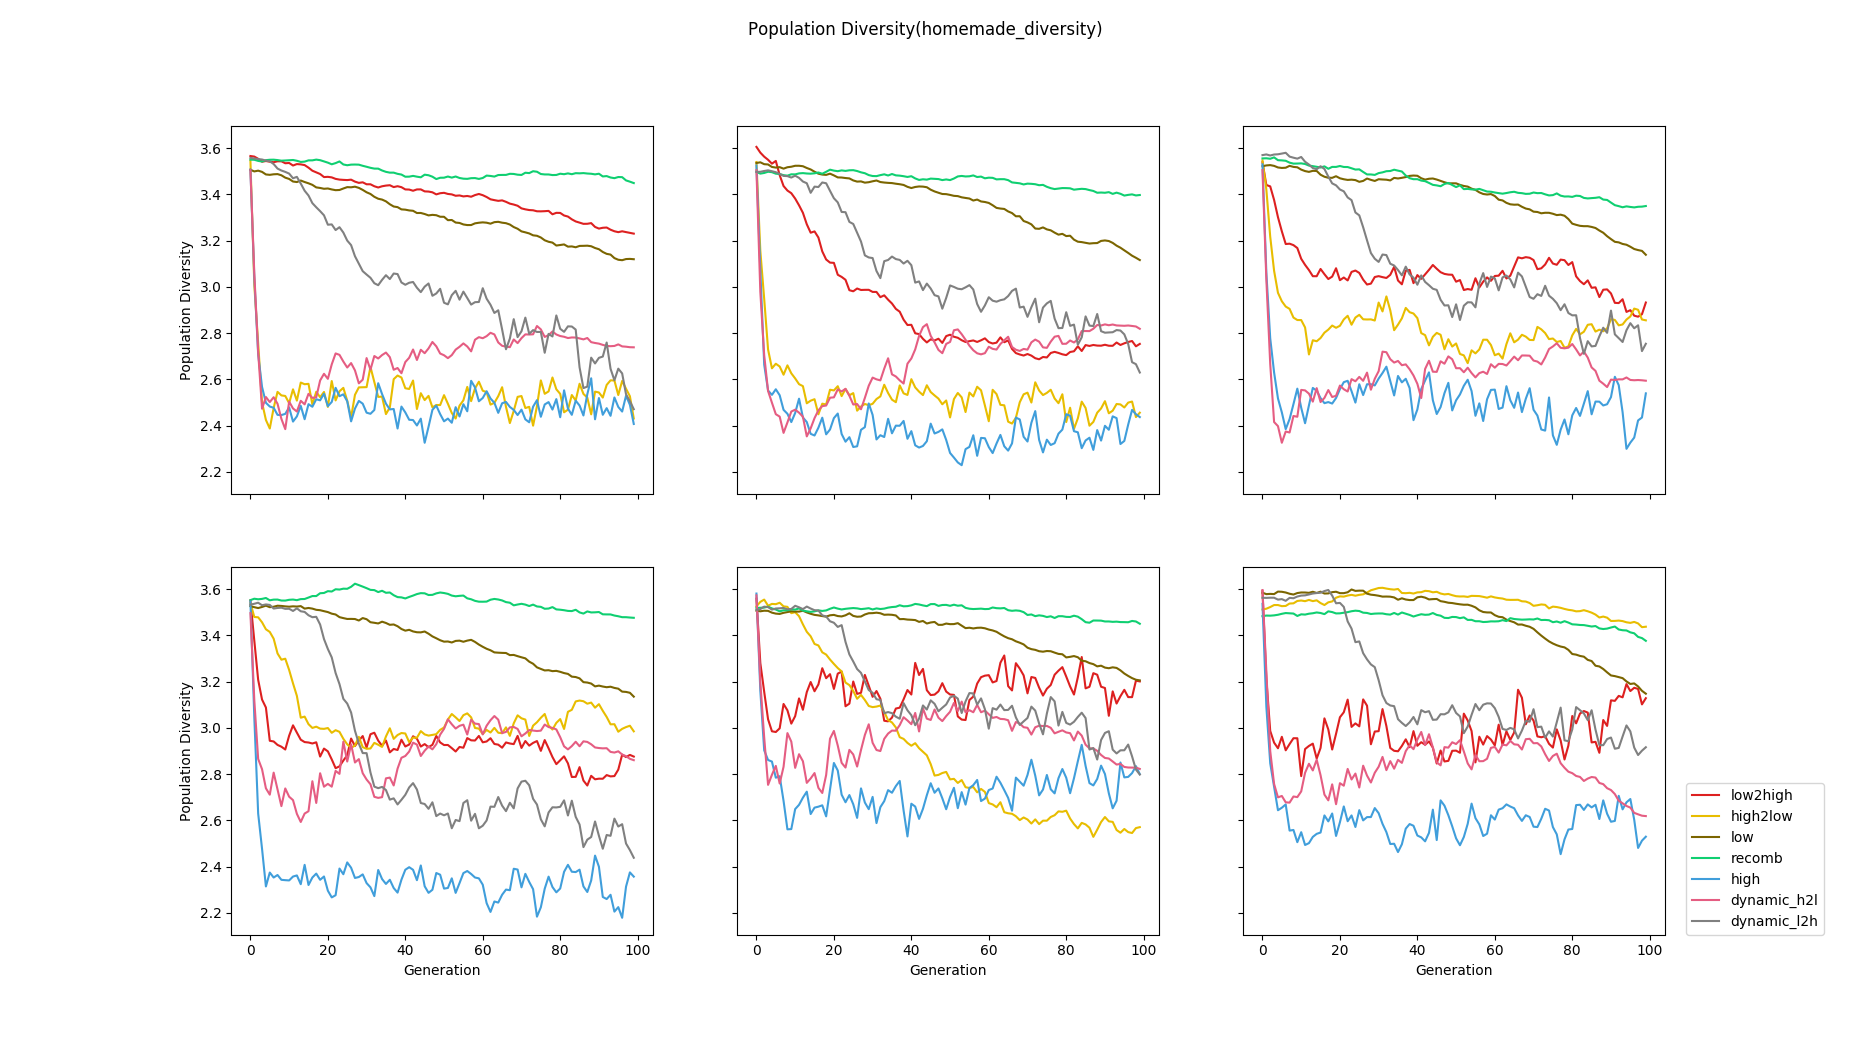 Population Diversity(homemade_diversity)
Population Diversity
3.6
3.4
3.2
3.0
2.8
2.6
2.4
2.2
Population Diversity
3.6
3.4
3.2
3.0
2.8
2.6
2.4
2.2
0 20 40 60 80 100
Generation
0 20 40 60 80 100
Generation
0 20 40 60 80 100
Generation
low2high
high2low
low
recomb
high
dynamic_h2l
dynamic_l2h